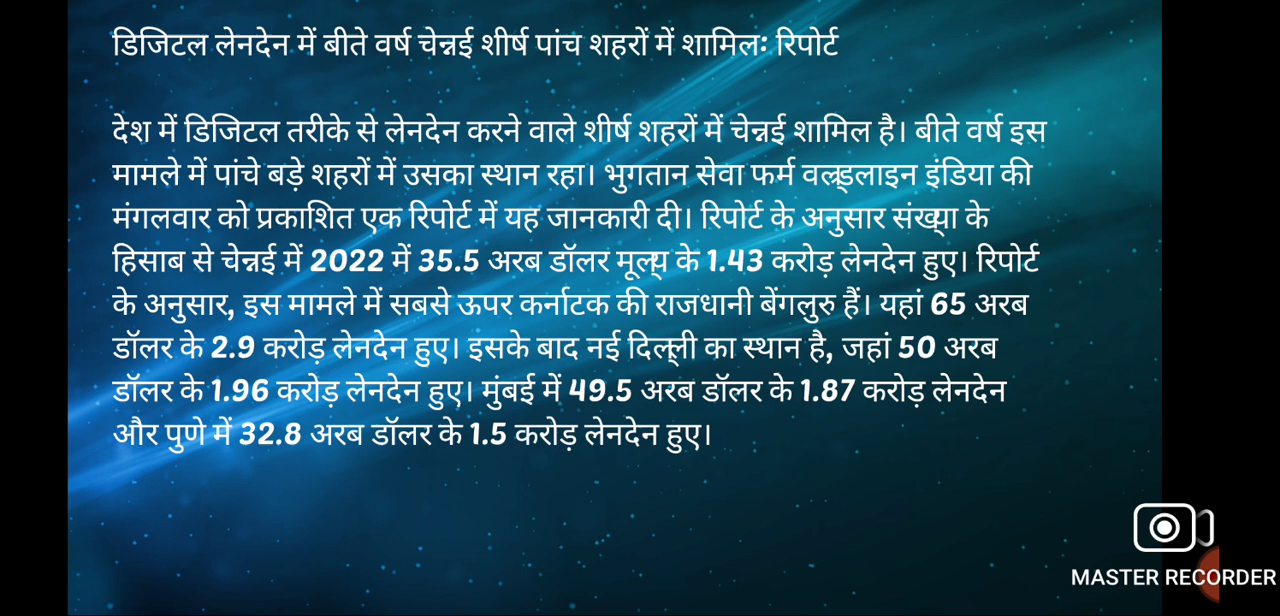 डिजिटल लेनदेन में बीते वर्ष चेन्नई शीर्ष पांच शहरों में शामिलः रिपोर्ट
देश में डिजिटल तरीके से लेनदेन करने वाले शीर्ष शहरों में चेन्नई शामिल है। बीते वर्ष इस
मामले में पांचे बड़े शहरों में उसका स्थान रहा। भुगतान सेवा फर्म वल्र्डलाइन इंडिया की
मंगलवार को प्रकाशित एक रिपोर्ट में यह जानकारी दी। रिपोर्ट के अनुसार संख्या के
हिसाब से चेन्नई में 2022 में 35.5 अरब डॉलर मूल्य के 1.43 करोड़ लेनदेन हुए। रिपोर्ट
के अनुसार, इस मामले में सबसे ऊपर कर्नाटक की राजधानी बेंगलुरु हैं। यहां 65 अरब
डॉलर के 2.9 करोड़ लेनदेन हुए। इसके बाद नई दिल्ली का स्थान है, जहां 50 अरब
डॉलर के 1.96 करोड़ लेनदेन हुए। मुंबई में 49.5 अरब डॉलर के 1.87 करोड़ लेनदेन
और पुणे में 32.8 अरब डॉलर के 1.5 करोड़ लेनदेन हुए।
MASTER RECORDER